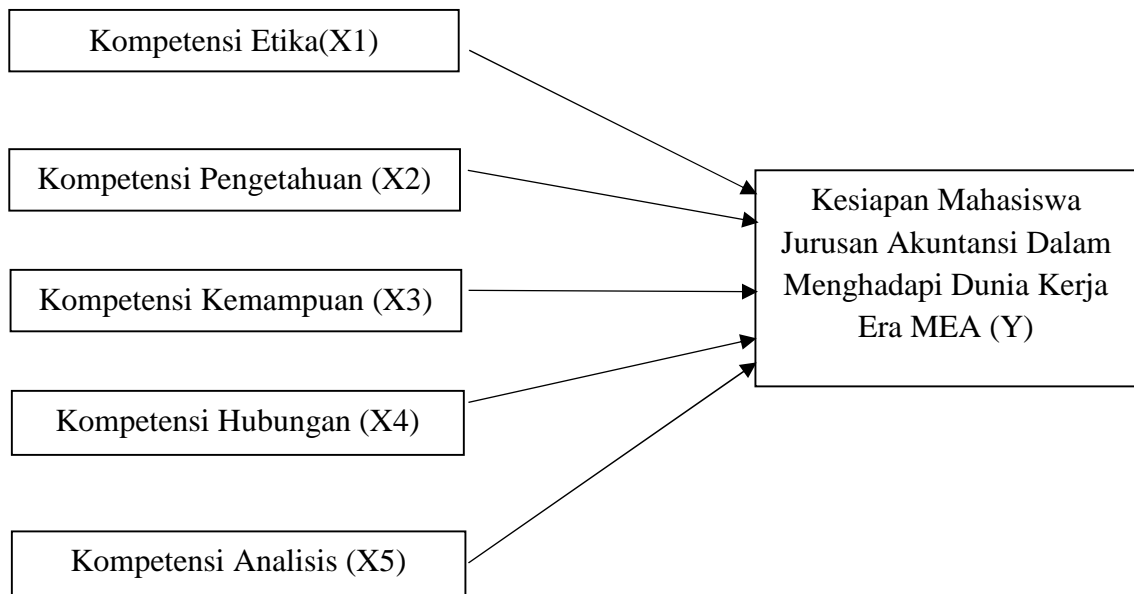 Kompetensi Etika(X1)
Kompetensi Pengetahuan (X2)
Kompetensi Kemampuan (X3)
Kompetensi Hubungan (X4)
Kompetensi Analisis (X5)
Kesiapan Mahasiswa
Jurusan Akuntansi Dalam
Menghadapi Dunia Kerja
Era MEA (Y)